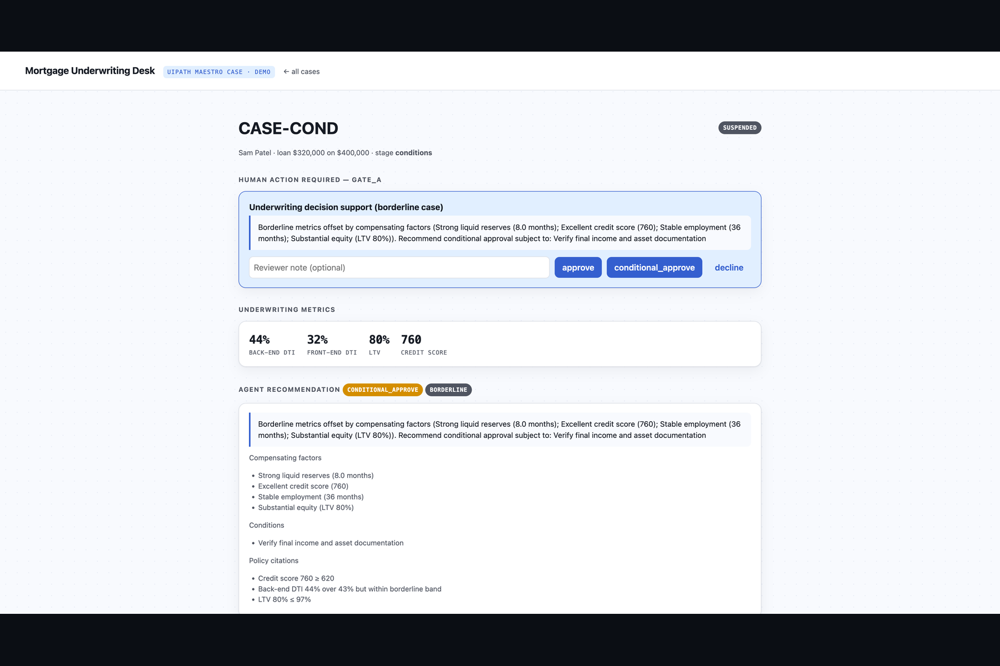 Mortgage Underwriting Desk UIPATH MAESTRO CASE · DEMO ← all cases
CASE-COND SUSPENDED
Sam Patel · loan $320,000 on $400,000 · stage conditions
HUMAN ACTION REQUIRED — GATE_A
Underwriting decision support (borderline case)
Borderline metrics offset by compensating factors (Strong liquid reserves (8.0 months); Excellent credit score (760); Stable employment (36
months); Substantial equity (LTV 80%)). Recommend conditional approval subject to: Verify final income and asset documentation
Reviewer note (optional) approve conditional_approve decline
UNDERWRITING METRICS
44% 32% 80% 760
BACK-END DTI FRONT-END DTI LTV CREDIT SCORE
AGENT RECOMMENDATION CONDITIONAL_APPROVE BORDERLINE
Borderline metrics offset by compensating factors (Strong liquid reserves (8.0 months); Excellent credit score (760); Stable employment (36
months); Substantial equity (LTV 80%)). Recommend conditional approval subject to: Verify final income and asset documentation
Compensating factors
• Strong liquid reserves (8.0 months)
• Excellent credit score (760)
• Stable employment (36 months)
• Substantial equity (LTV 80%)
Conditions
• Verify final income and asset documentation
Policy citations
• Credit score 760 ≥ 620
• Back-end DTI 44% over 43% but within borderline band
• LTV 80% ≤ 97%